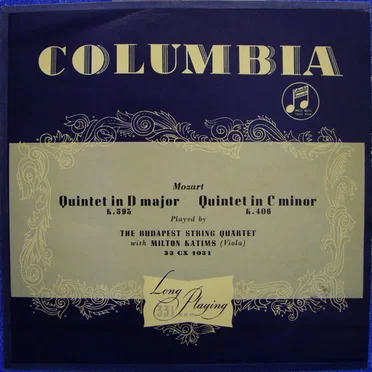 COLUMBIA
Mozart
Quintet in D major Quintet in C minor
K.595 K.406
Played by
THE BUDAPEST STRING QUARTET
with MILTON KATIMS (Viola)
33 CX 1031
Long Playing
33⅓